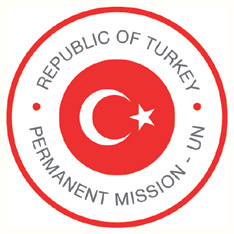 REPUBLIC OF TURKEY
PERMANENT MISSION - UN